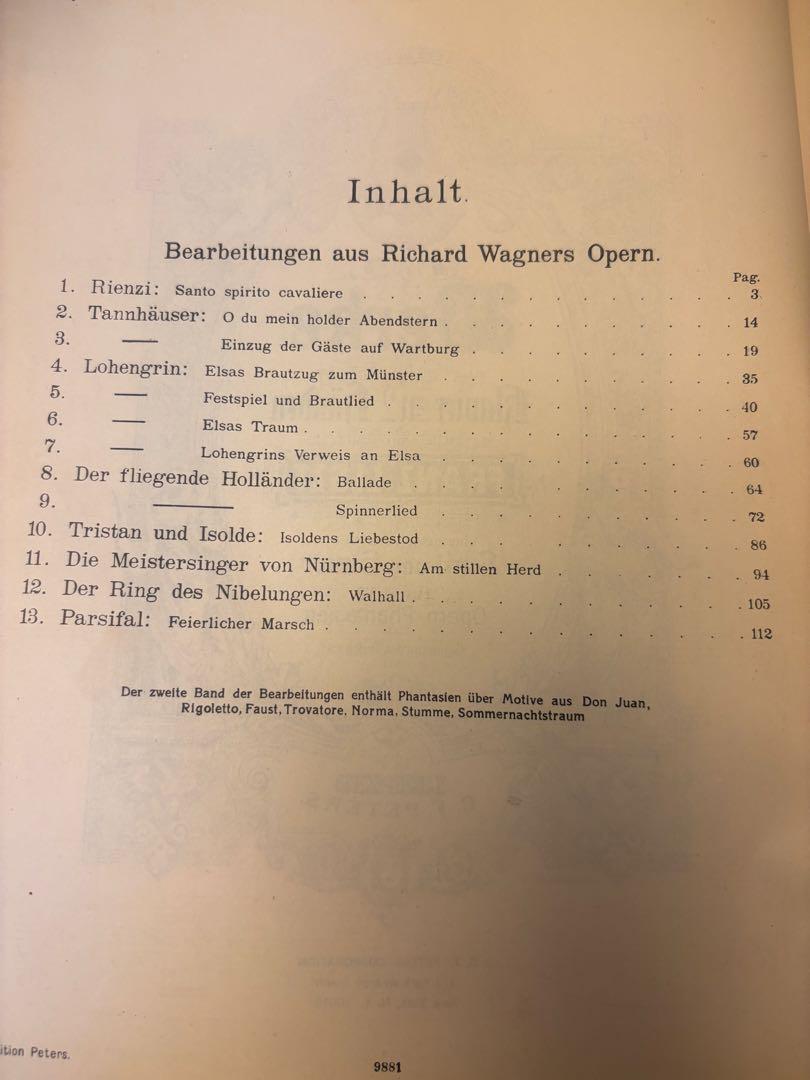 Inhalt.
Bearbeitungen aus Richard Wagners Opern.
Pag.
1. Rienzi: Santo spirito cavaliere . . . . . . . . . . . . . . 3
2. Tannhäuser: O du mein holder Abendstern . . . . . . . . . . . 14
3. — Einzug der Gäste auf Wartburg . . . . . . . . . . 19
4. Lohengrin: Elsas Brautzug zum Münster . . . . . . . . . . . 35
5. — Festspiel und Brautlied . . . . . . . . . . . . . 40
6. — Elsas Traum . . . . . . . . . . . . . . . . 57
7. — Lohengrins Verweis an Elsa . . . . . . . . . . . 60
8. Der fliegende Holländer: Ballade . . . . . . . . . . . . 64
9. — Spinnerlied . . . . . . . . . . . 72
10. Tristan und Isolde: Isoldens Liebestod . . . . . . . . . . . 86
11. Die Meistersinger von Nürnberg: Am stillen Herd . . . . . . . 94
12. Der Ring des Nibelungen: Walhall . . . . . . . . . . . . 105
13. Parsifal: Feierlicher Marsch . . . . . . . . . . . . . . . 112
Der zweite Band der Bearbeitungen enthält Phantasien über Motive aus Don Juan,
Rigoletto, Faust, Trovatore, Norma, Stumme, Sommernachtstraum
ition Peters.
9881